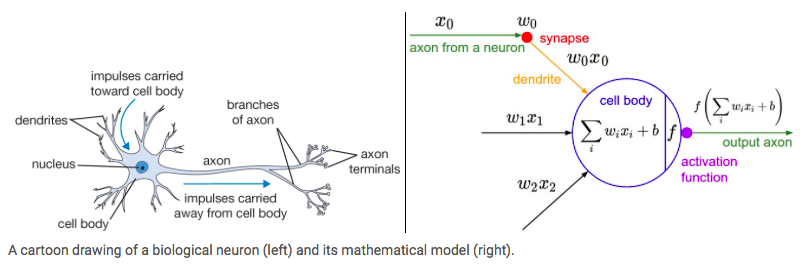 impulses carried
toward cell body
dendrites
nucleus
cell body
axon
impulses carried
away from cell body
branches
of axon
axon
terminals
x₀
w₀
synapse
axon from a neuron
w₀x₀
dendrite
cell body
w₁x₁
∑ᵢ wᵢxᵢ + b
f
w₂x₂
f(∑ᵢ wᵢxᵢ + b)
output axon
activation
function
A cartoon drawing of a biological neuron (left) and its mathematical model (right).